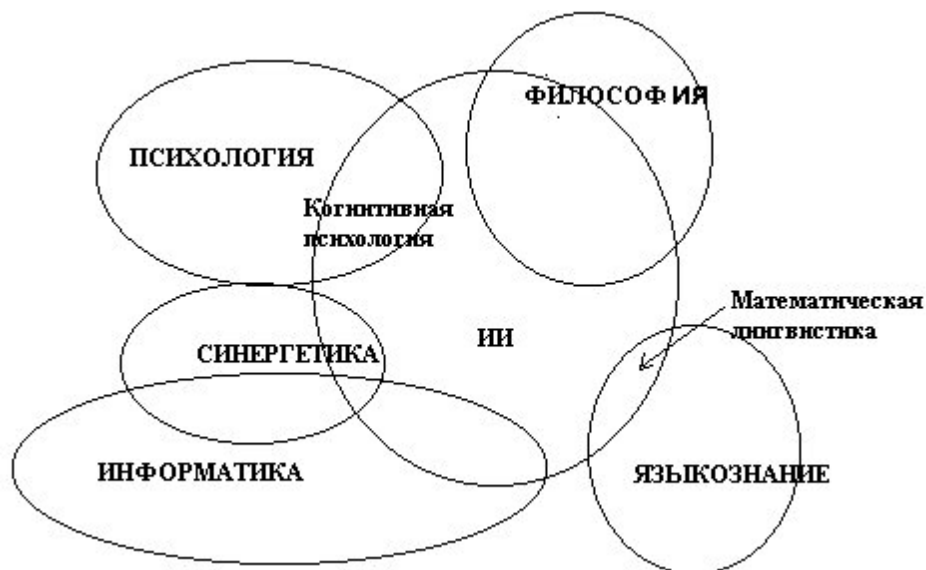 ФИЛОСОФИЯ
ПСИХОЛОГИЯ
Когнитивная
психология
Математическая
лингвистика
ИИ
СИНЕРГЕТИКА
ИНФОРМАТИКА
ЯЗЫКОЗНАНИЕ